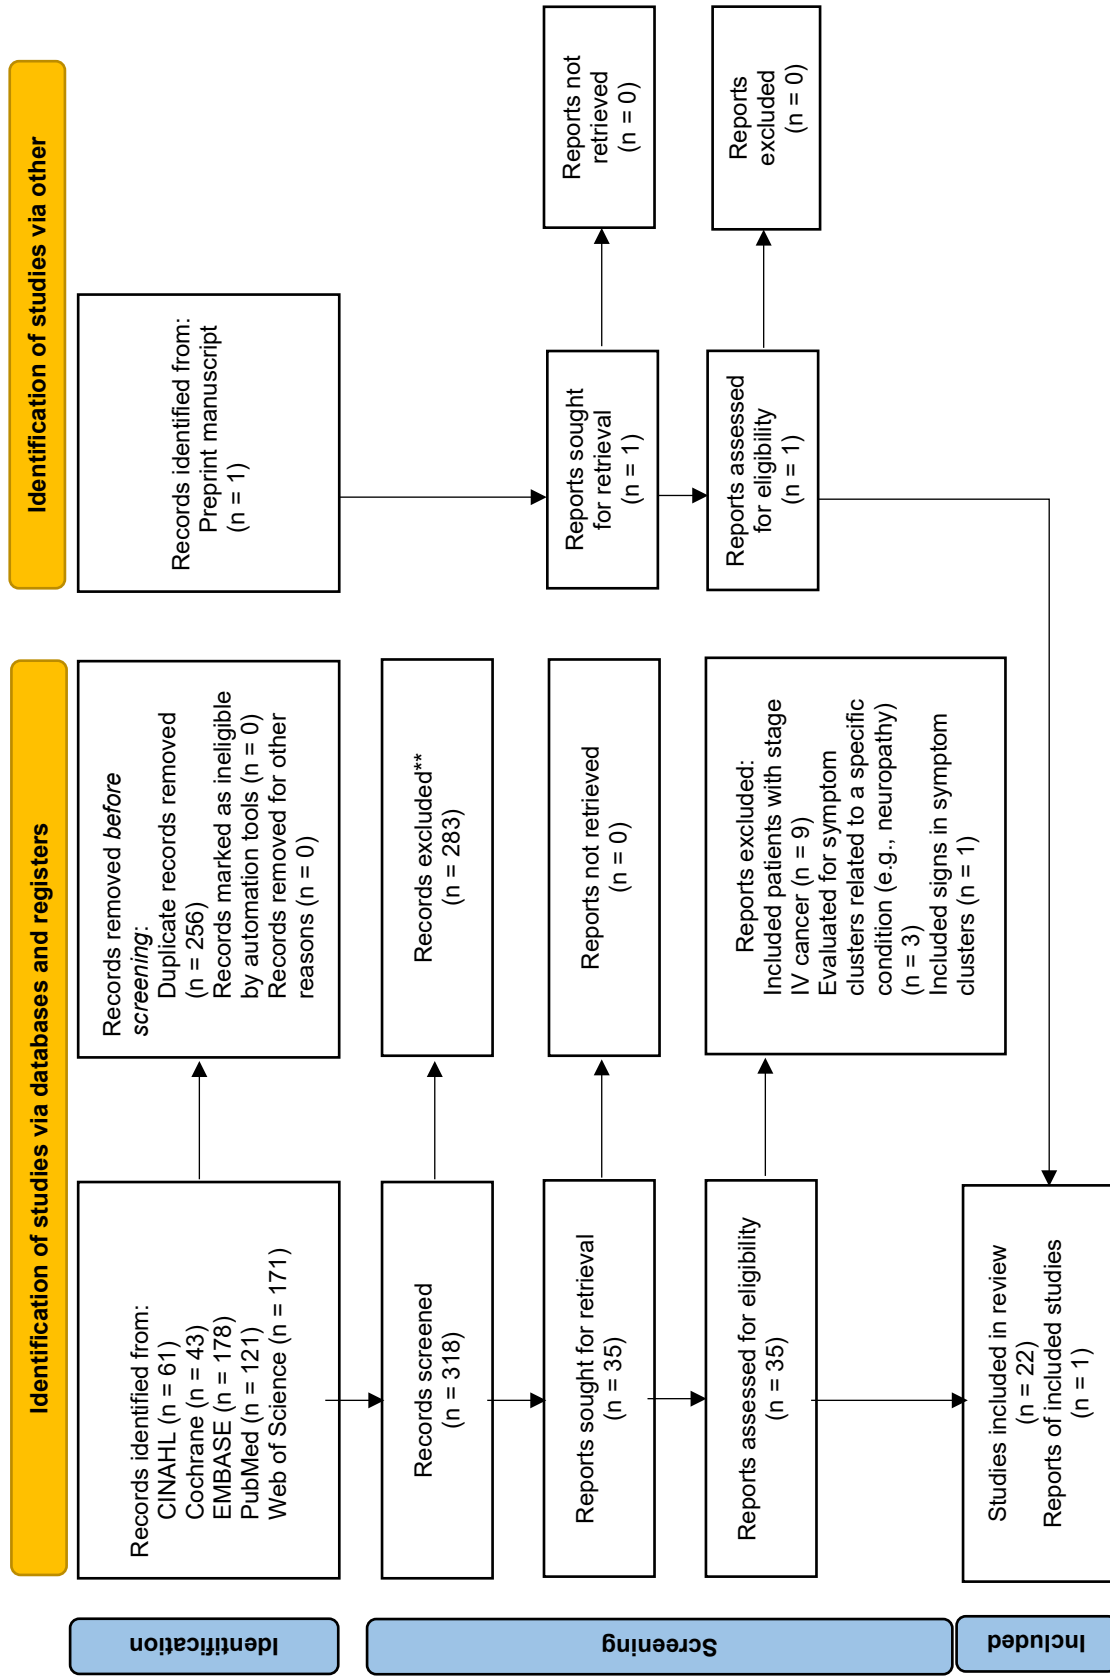 Identification of studies via databases and registers
Identification of studies via other
Identification
Records identified from:
CINAHL (n = 61)
Cochrane (n = 43)
EMBASE (n = 178)
PubMed (n = 121)
Web of Science (n = 171)
Records removed before
screening:
Duplicate records removed
(n = 256)
Records marked as ineligible
by automation tools (n = 0)
Records removed for other
reasons (n = 0)
Records identified from:
Preprint manuscript
(n = 1)
Screening
Records screened
(n = 318)
Records excluded**
(n = 283)
Reports sought for retrieval
(n = 35)
Reports not retrieved
(n = 0)
Reports sought
for retrieval
(n = 1)
Reports not
retrieved
(n = 0)
Reports assessed for eligibility
(n = 35)
Reports excluded:
Included patients with stage
IV cancer (n = 9)
Evaluated for symptom
clusters related to a specific
condition (e.g., neuropathy)
(n = 3)
Included signs in symptom
clusters (n = 1)
Reports assessed
for eligibility
(n = 1)
Reports
excluded
(n = 0)
Included
Studies included in review
(n = 22)
Reports of included studies
(n = 1)